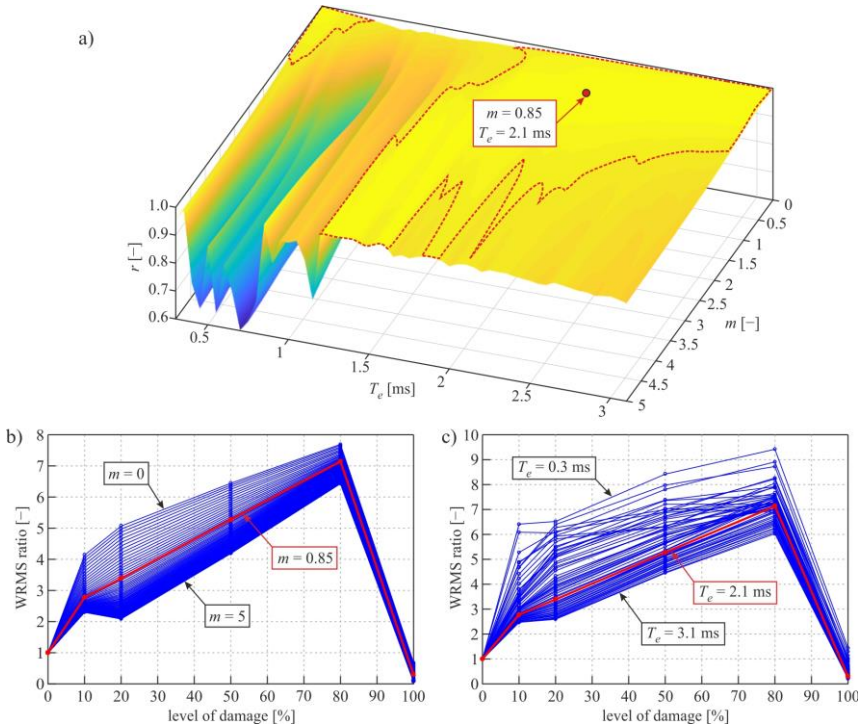 a)
m = 0.85
T_e = 2.1 ms
1.0
0.9
0.8
0.7
0.6
r [−]
0.5
1
1.5
2
2.5
3
T_e [ms]
0
0.5
1
1.5
2
2.5
3
3.5
4
4.5
5
m [−]
b)
8
7
6
5
4
3
2
1
0
WRMS ratio [−]
m = 0
m = 0.85
m = 5
0 10 20 30 40 50 60 70 80 90 100
level of damage [%]
c)
10
9
8
7
6
5
4
3
2
1
0
WRMS ratio [−]
T_e = 0.3 ms
T_e = 2.1 ms
T_e = 3.1 ms
0 10 20 30 40 50 60 70 80 90 100
level of damage [%]